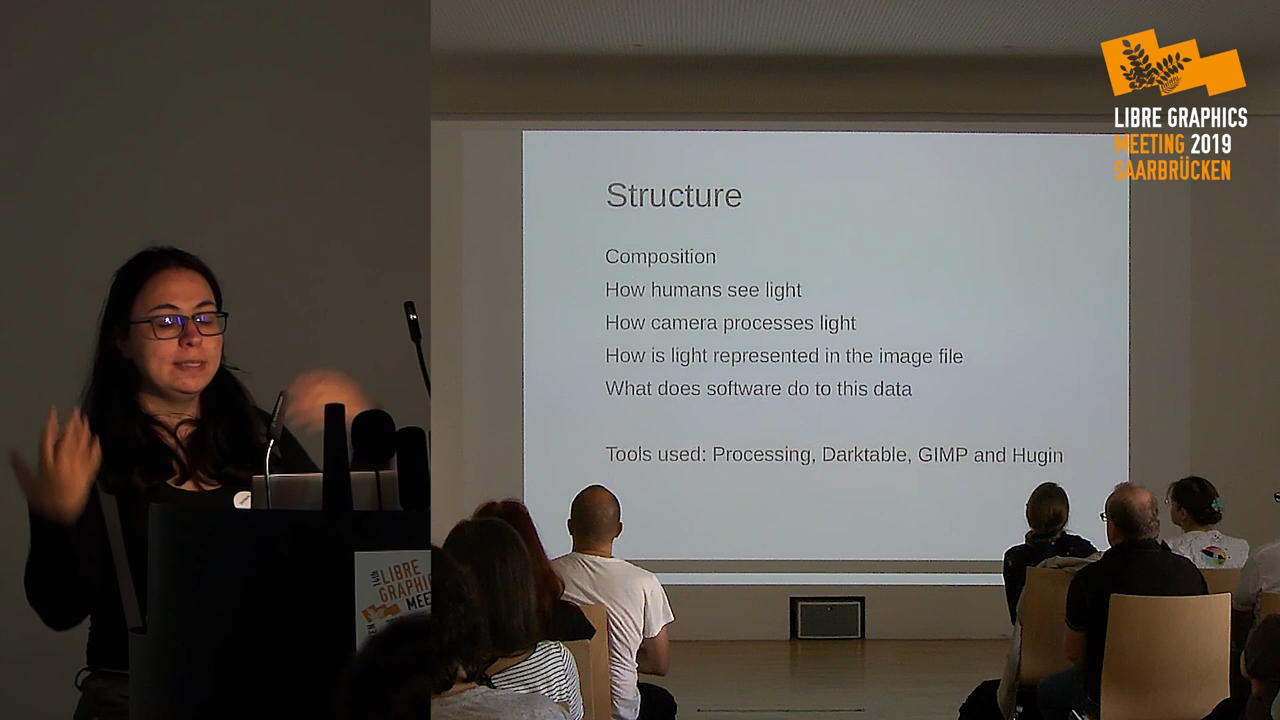 LIBRE GRAPHICS
MEETING 2019
SAARBRÜCKEN
Structure
Composition
How humans see light
How camera processes light
How is light represented in the image file
What does software do to this data
Tools used: Processing, Darktable, GIMP and Hugin
LIBRE